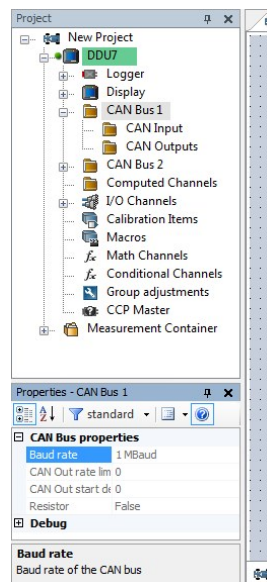 Project
New Project
DDU7
Logger
Display
CAN Bus 1
CAN Input
CAN Outputs
CAN Bus 2
Computed Channels
I/O Channels
Calibration Items
Macros
Math Channels
Conditional Channels
Group adjustments
CCP Master
Measurement Container
Properties - CAN Bus 1
standard
CAN Bus properties
Baud rate 1 MBaud
CAN Out rate lim 0
CAN Out start de 0
Resistor False
Debug
Baud rate
Baud rate of the CAN bus